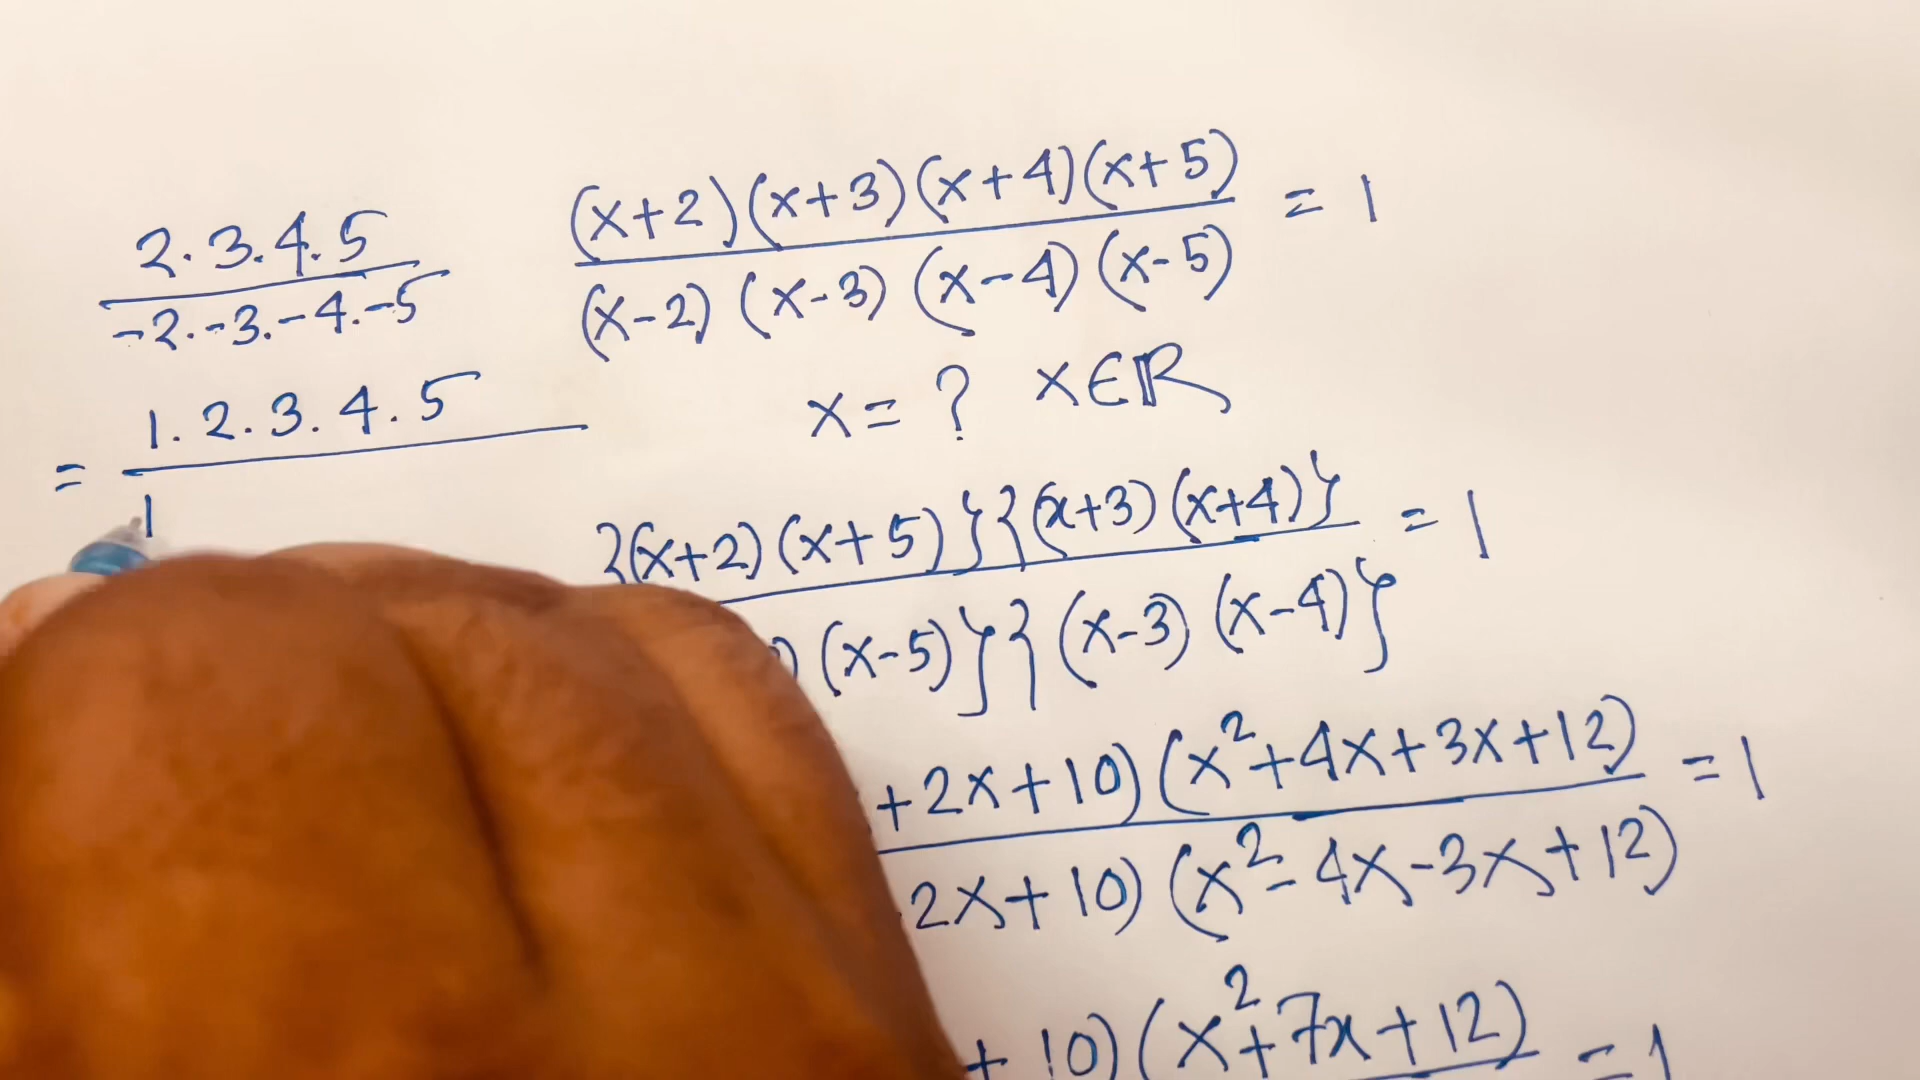 2.3.4.5
-2.-3.-4.-5
= 1.2.3.4.5
1
(x+2)(x+3)(x+4)(x+5) = 1
(x-2)(x-3)(x-4)(x-5)
x = ? x∈R
{(x+2)(x+5)}{(x+3)(x+4)} = 1
(x-5)}{(x-3)(x-4)}
+2x+10)(x²+4x+3x+12) = 1
2x+10)(x²-4x-3x+12)
+10)(x²+7x+12) = 1